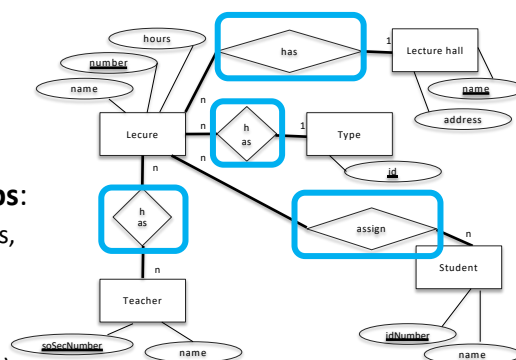 hours
has
1
Lecture hall
number
name
name
address
n
Lecure
n
h
as
1
Type
n
n
id
ps:
s,
h
as
assign
n
n
Student
Teacher
soSecNumber
name
idNumber
name